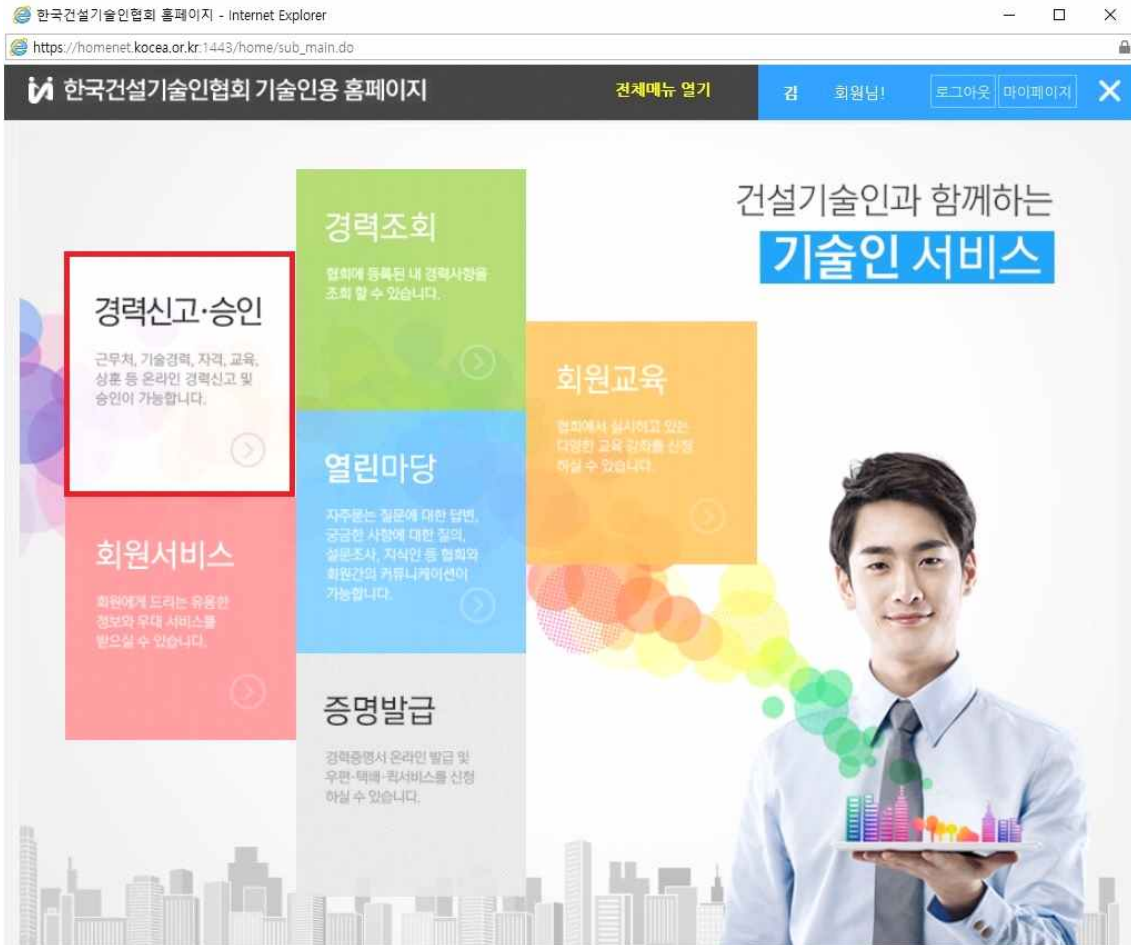 한국건설기술인협회 홈페이지 - Internet Explorer
https://homenet.kocea.or.kr:1443/home/sub_main.do
한국건설기술인협회 기술인용 홈페이지
전체메뉴 열기
김 회원님!
로그아웃
마이페이지
건설기술인과 함께하는
기술인 서비스
경력신고·승인
근무처, 기술경력, 자격, 교육,
상훈 등 온라인 경력신고 및
승인이 가능합니다.
회원서비스
회원에게 드리는 유용한
정보와 우대 서비스를
받으실 수 있습니다.
경력조회
협회에 등록된 내 경력사항을
조회 할 수 있습니다.
열린마당
자주묻는 질문에 대한 답변,
궁금한 사항에 대한 질의,
설문조사, 지식인 등 협회와
회원간의 커뮤니케이션이
가능합니다.
증명발급
경력증명서 온라인 발급 및
우편·택배·퀵서비스를 신청
하실 수 있습니다.
회원교육
협회에서 실시하고 있는
다양한 교육 강좌를 신청
하실 수 있습니다.